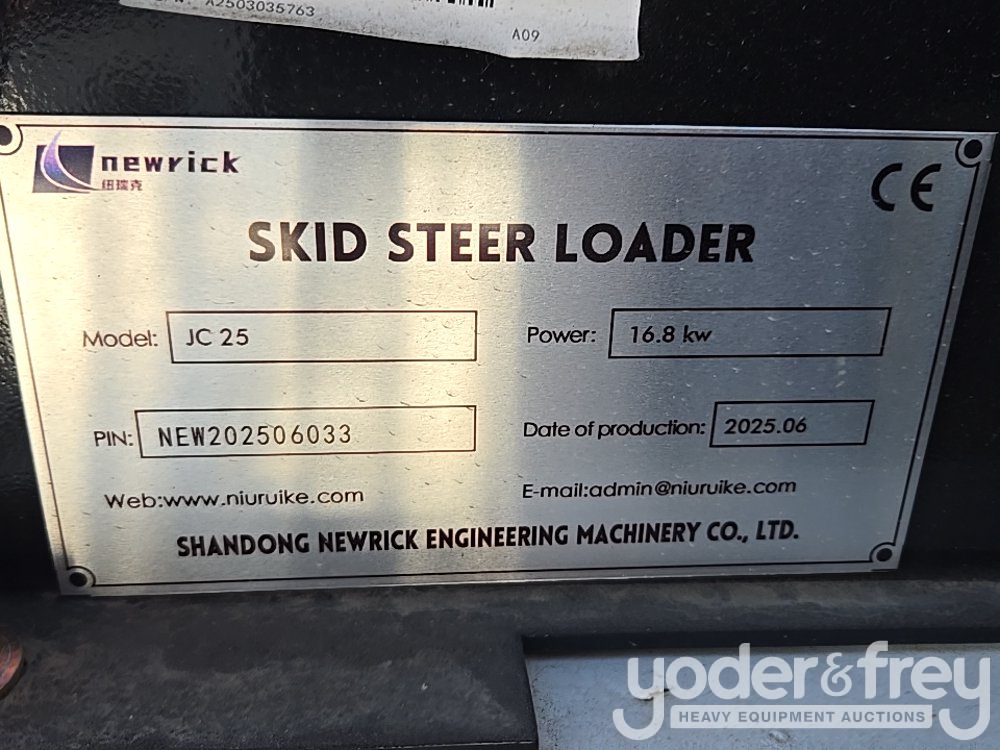 A2503035763
A09
newrick
纽瑞克
CE
SKID STEER LOADER
Model: JC 25
Power: 16.8 kw
PIN: NEW202506033
Date of production: 2025.06
Web:www.niuruike.com
E-mail:admin@niuruike.com
SHANDONG NEWRICK ENGINEERING MACHINERY CO., LTD.
yoder&frey
HEAVY EQUIPMENT AUCTIONS